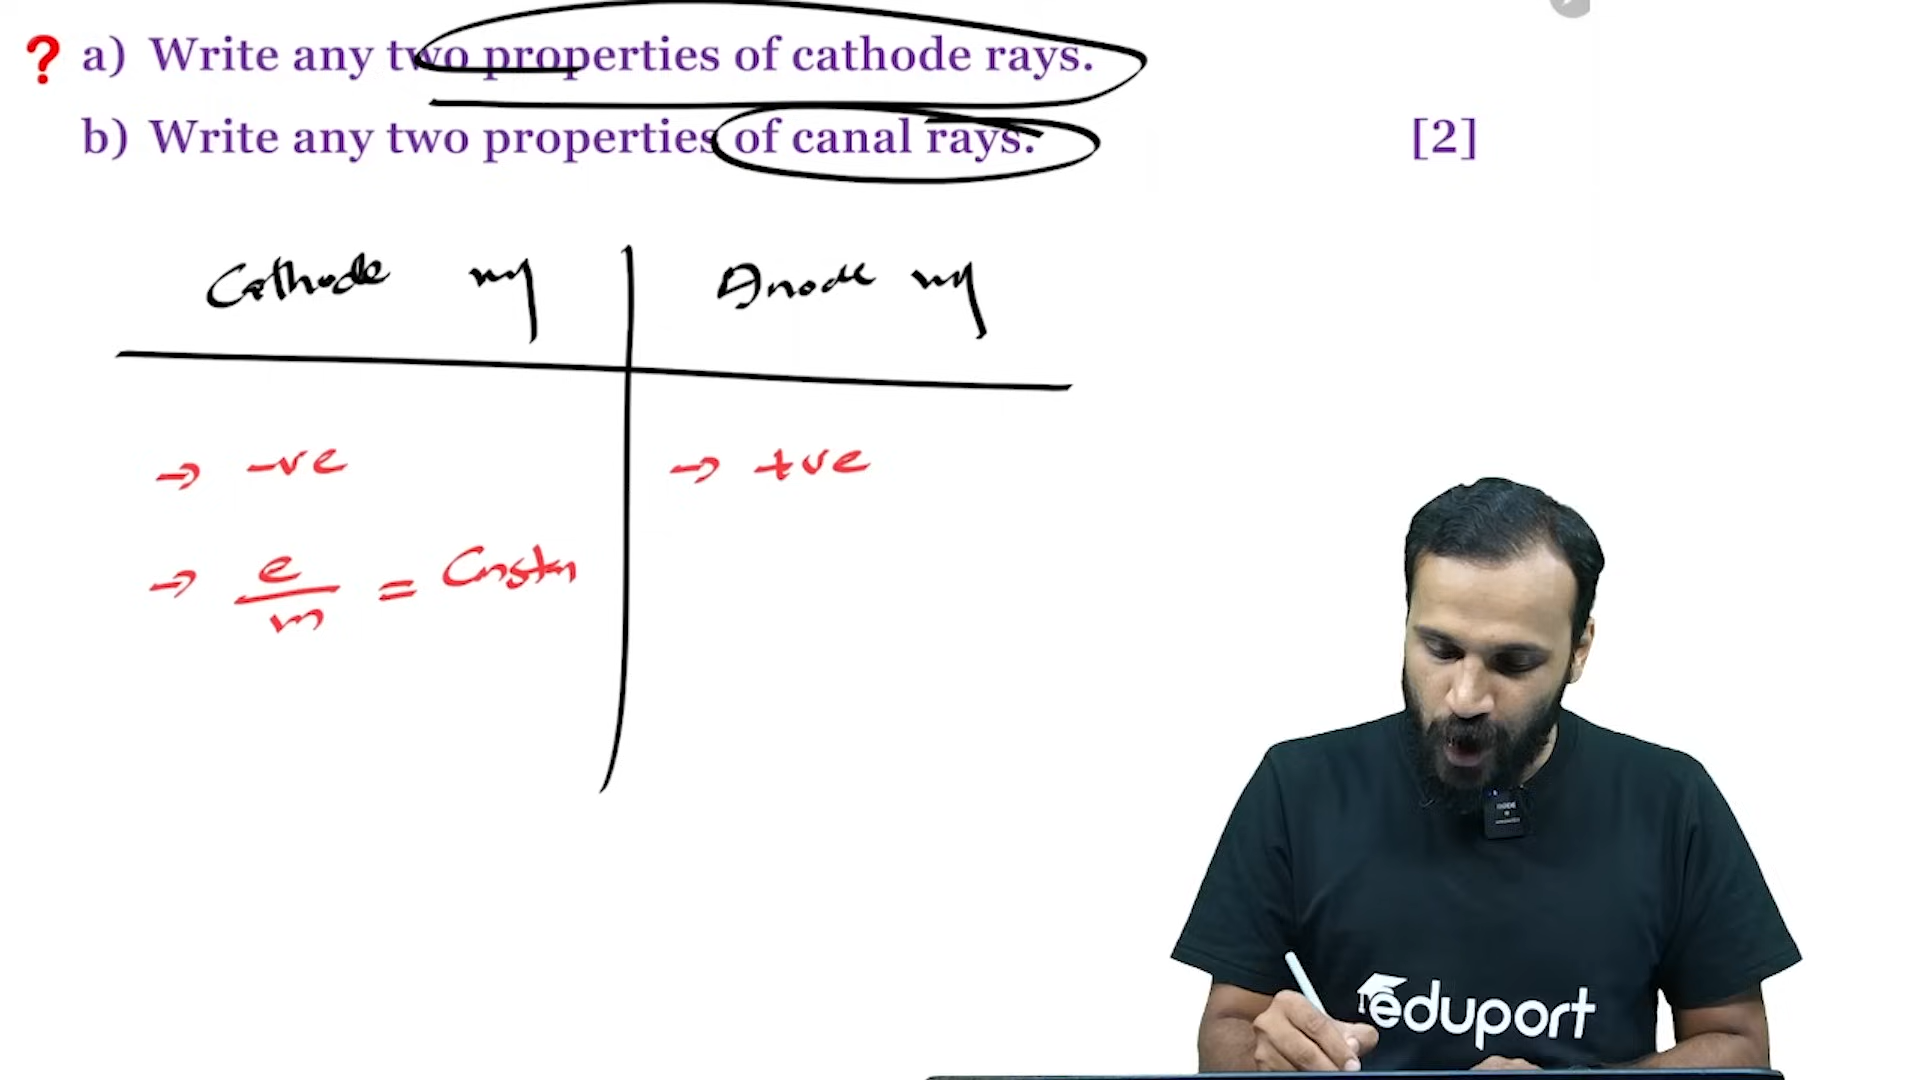 ? a) Write any two properties of cathode rays.
b) Write any two properties of canal rays. [2]
Cathode ray Anode ray
→ -ve → +ve
→ e/m = Constn
eduport